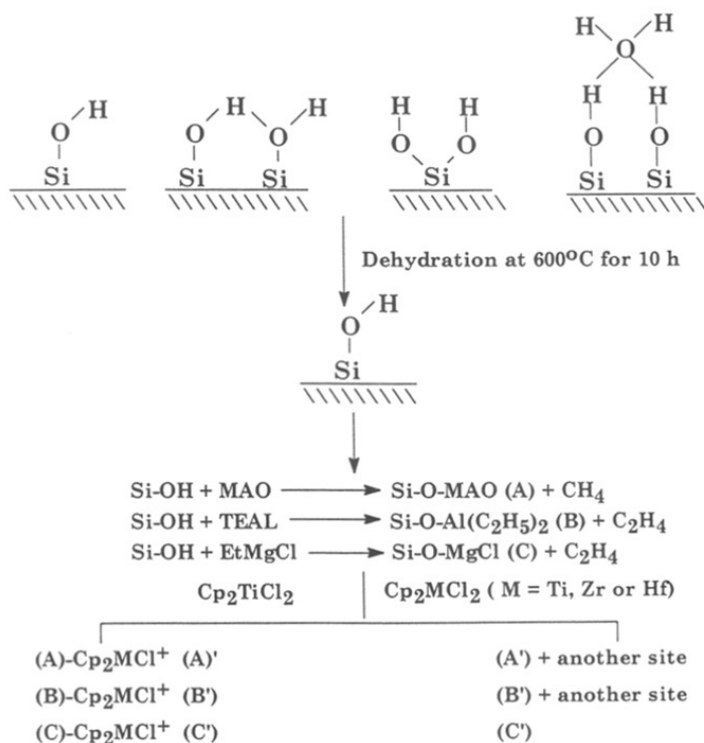 H H
O
H H H H H H H
O O O O O O O
Si Si Si Si Si Si
Dehydration at 600°C for 10 h
H
O
Si
Si-OH + MAO Si-O-MAO (A) + CH4
Si-OH + TEAL Si-O-Al(C2H5)2 (B) + C2H4
Si-OH + EtMgCl Si-O-MgCl (C) + C2H4
Cp2TiCl2 Cp2MCl2 ( M = Ti, Zr or Hf)
(A)-Cp2MCl+ (A)' (A') + another site
(B)-Cp2MCl+ (B') (B') + another site
(C)-Cp2MCl+ (C') (C')